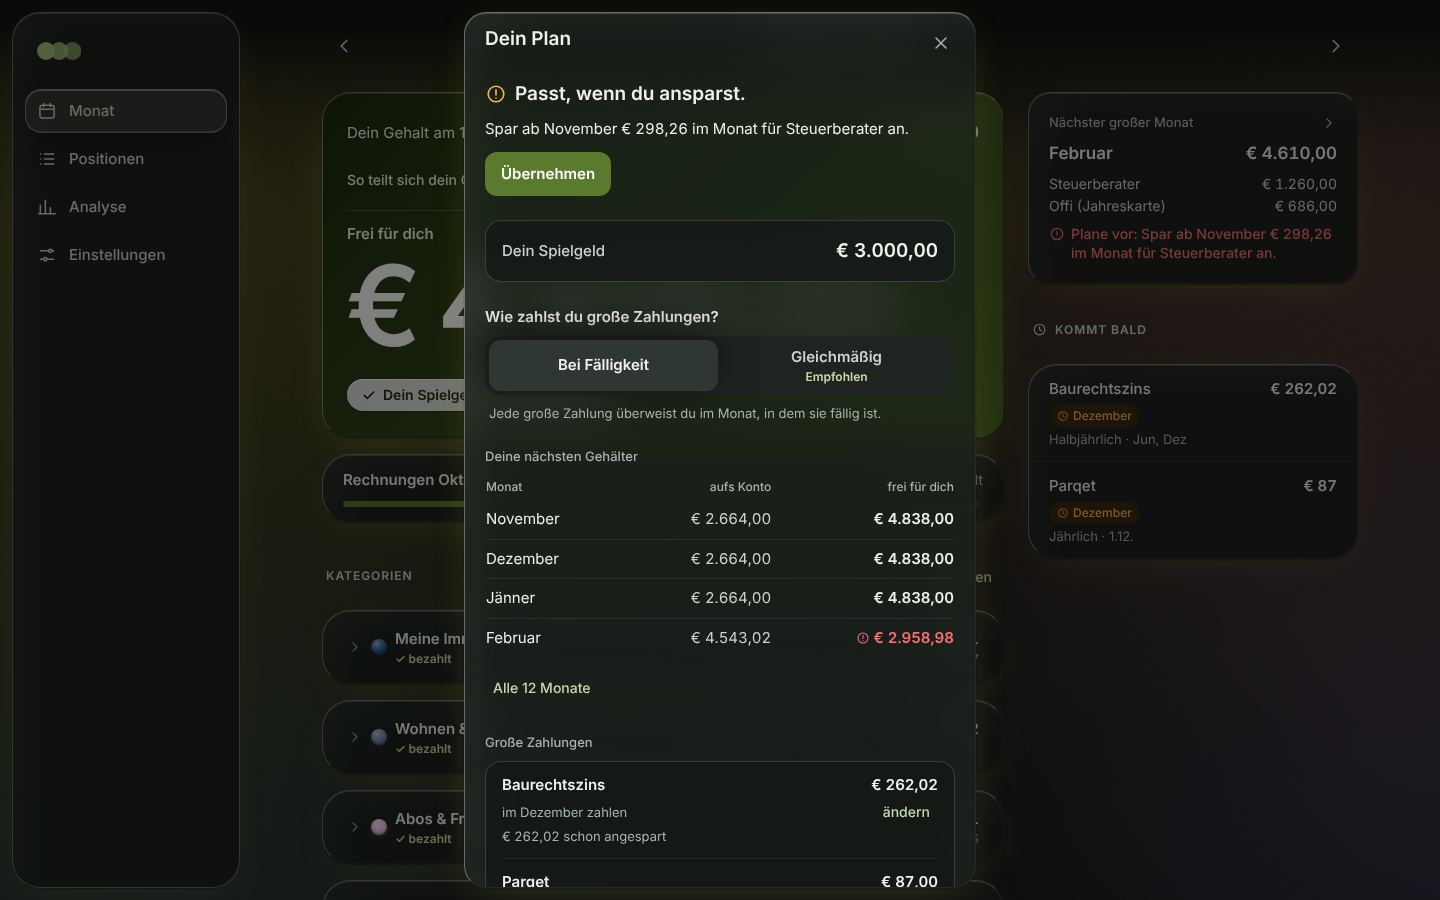 Monat
Positionen
Analyse
Einstellungen
Dein Gehalt am 1
So teilt sich dein
Frei für dich
€ 4
Dein Spielge
Rechnungen Okt
KATEGORIEN
Meine Im
bezahlt
Wohnen &
bezahlt
Abos & Fr
bezahlt
Dein Plan
Passt, wenn du ansparst.
Spar ab November € 298,26 im Monat für Steuerberater an.
Übernehmen
Dein Spielgeld € 3.000,00
Wie zahlst du große Zahlungen?
Bei Fälligkeit
Gleichmäßig
Empfohlen
Jede große Zahlung überweist du im Monat, in dem sie fällig ist.
Deine nächsten Gehälter
Monat aufs Konto frei für dich
November € 2.664,00 € 4.838,00
Dezember € 2.664,00 € 4.838,00
Jänner € 2.664,00 € 4.838,00
Februar € 4.543,02 € 2.958,98
Alle 12 Monate
Große Zahlungen
Baurechtszins € 262,02
im Dezember zahlen ändern
€ 262,02 schon angespart
Parqet € 87,00
en
Nächster großer Monat
Februar € 4.610,00
Steuerberater € 1.260,00
Offi (Jahreskarte) € 686,00
Plane vor: Spar ab November € 298,26
im Monat für Steuerberater an.
KOMMT BALD
Baurechtszins € 262,02
Dezember
Halbjährlich · Jun, Dez
Parqet € 87
Dezember
Jährlich · 1.12.